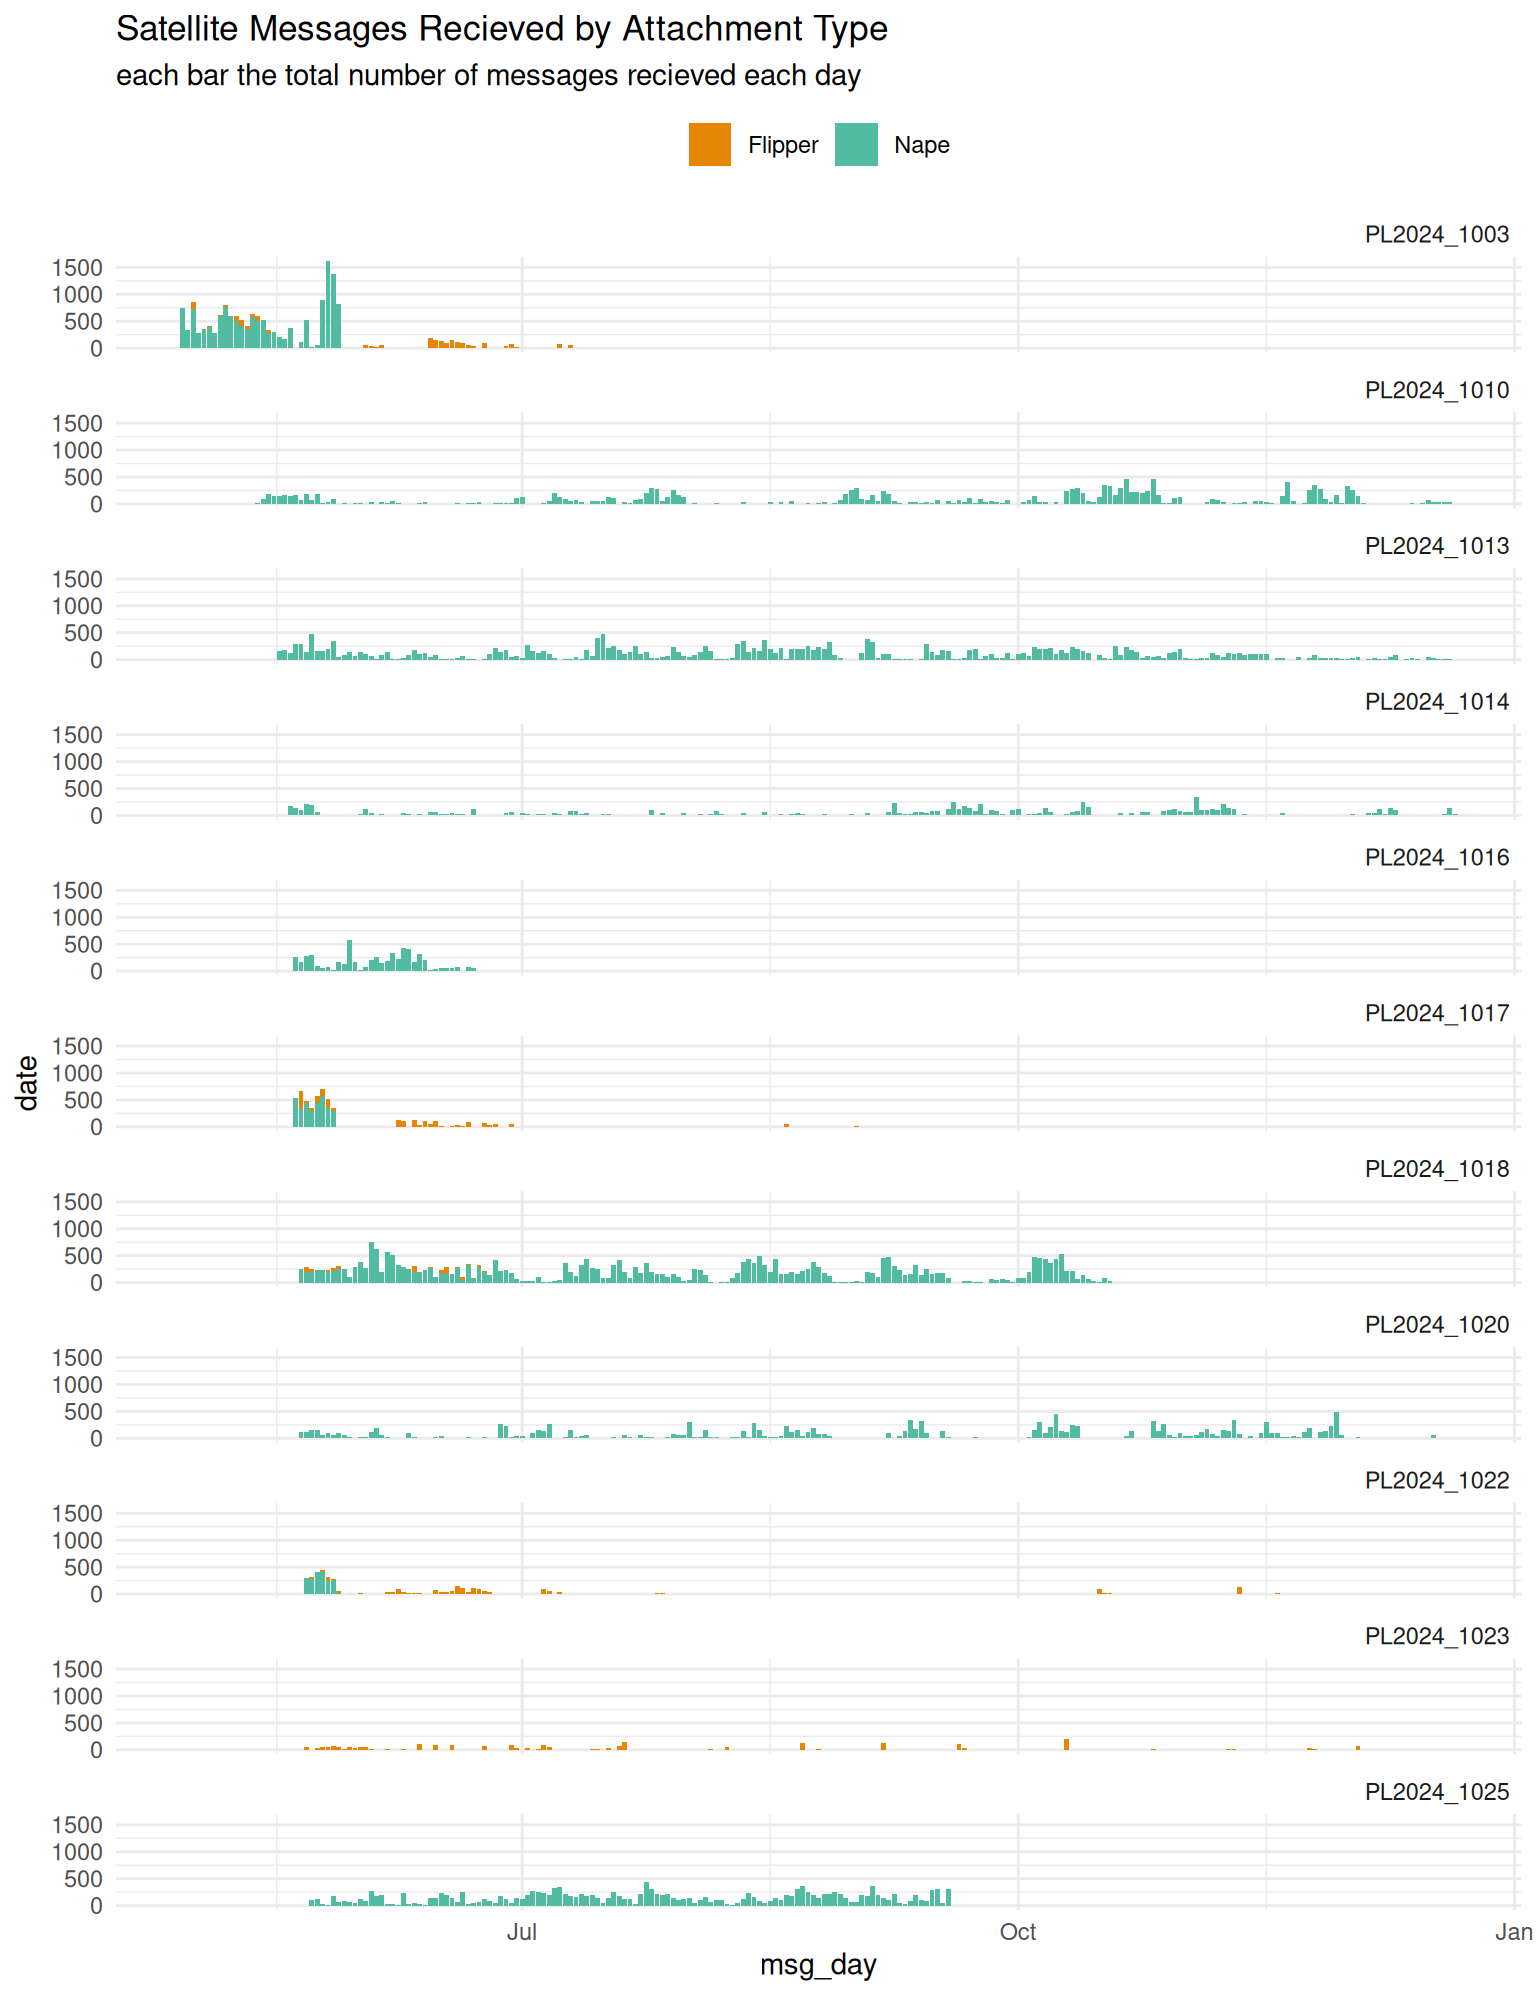 Satellite Messages Recieved by Attachment Type
each bar the total number of messages recieved each day
Flipper Nape
PL2024_1003
1500
1000
500
0
PL2024_1010
1500
1000
500
0
PL2024_1013
1500
1000
500
0
PL2024_1014
1500
1000
500
0
PL2024_1016
1500
1000
500
0
PL2024_1017
1500
1000
500
0
date
PL2024_1018
1500
1000
500
0
PL2024_1020
1500
1000
500
0
PL2024_1022
1500
1000
500
0
PL2024_1023
1500
1000
500
0
PL2024_1025
1500
1000
500
0
Jul Oct Jan
msg_day